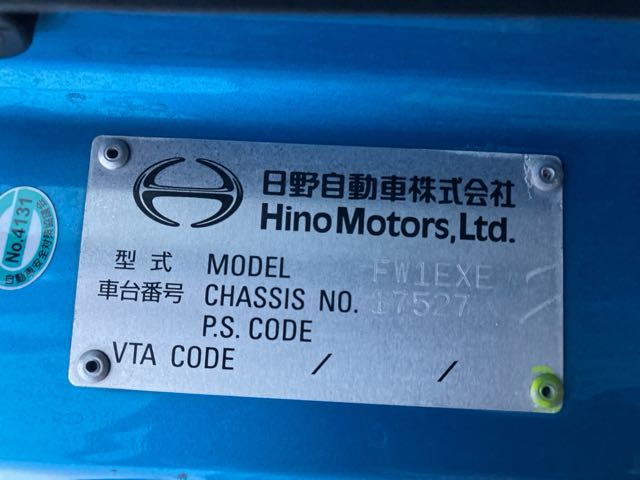 日野自動車株式会社
Hino Motors, Ltd.
型式 MODEL FW1EXE
車台番号 CHASSIS NO. 17527
P.S. CODE
VTA CODE / /
No.4131